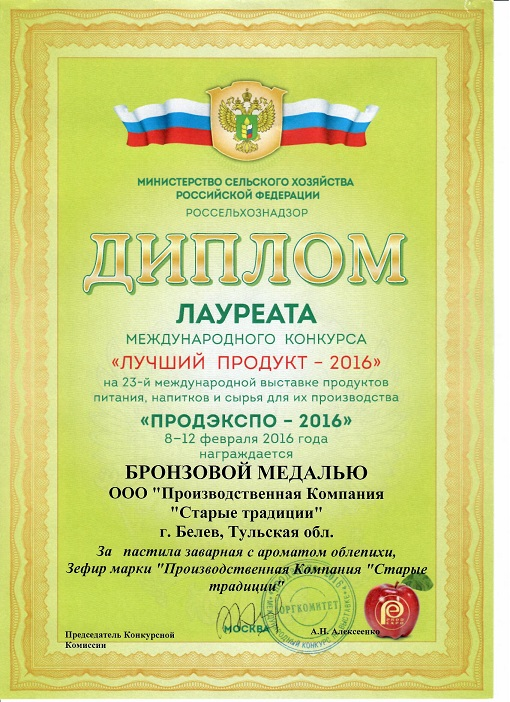 МИНИСТЕРСТВО СЕЛЬСКОГО ХОЗЯЙСТВА
РОССИЙСКОЙ ФЕДЕРАЦИИ
РОССЕЛЬХОЗНАДЗОР
ДИПЛОМ
ЛАУРЕАТА
МЕЖДУНАРОДНОГО КОНКУРСА
«ЛУЧШИЙ ПРОДУКТ – 2016»
на 23-й международной выставке продуктов
питания, напитков и сырья для их производства
«ПРОДЭКСПО – 2016»
8–12 февраля 2016 года
награждается
БРОНЗОВОЙ МЕДАЛЬЮ
ООО "Производственная Компания
"Старые традиции"
г. Белев, Тульская обл.
За пастила заварная с ароматом облепихи,
Зефир марки "Производственная Компания "Старые
традиции"
ОРГКОМИТЕТ
МОСКВА
Председатель Конкурсной
Комиссии
А.Н. Алексеенко